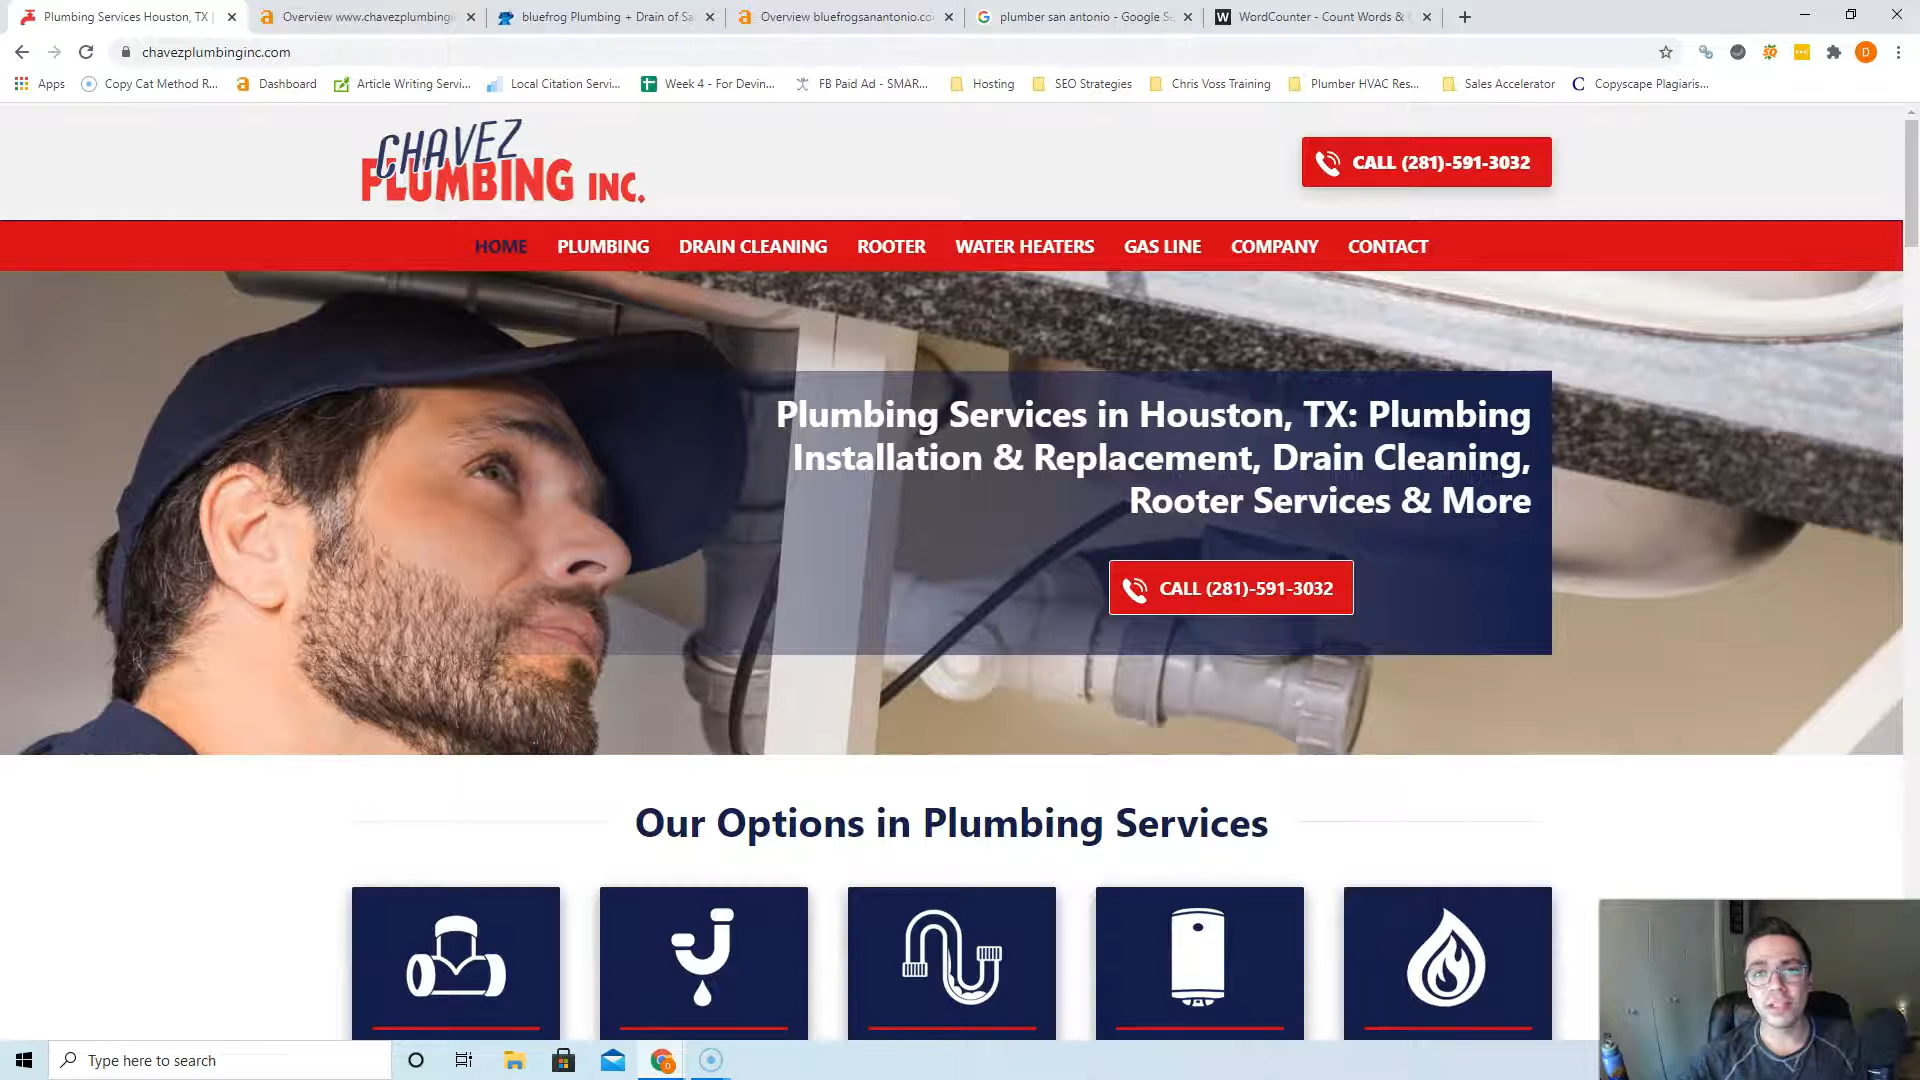 Plumbing Services Houston, TX |
Overview www.chavezplumbingi
bluefrog Plumbing + Drain of Sa
Overview bluefrogsanantonio.co
plumber san antonio - Google S
WordCounter - Count Words &
chavezplumbinginc.com
Apps
Copy Cat Method R...
Dashboard
Article Writing Servi...
Local Citation Servi...
Week 4 - For Devin...
FB Paid Ad - SMAR...
Hosting
SEO Strategies
Chris Voss Training
Plumber HVAC Res...
Sales Accelerator
Copyscape Plagiaris...
CHAVEZ
PLUMBING INC.
CALL (281)-591-3032
HOME PLUMBING DRAIN CLEANING ROOTER WATER HEATERS GAS LINE COMPANY CONTACT
Plumbing Services in Houston, TX: Plumbing
Installation & Replacement, Drain Cleaning,
Rooter Services & More
CALL (281)-591-3032
Our Options in Plumbing Services
Type here to search